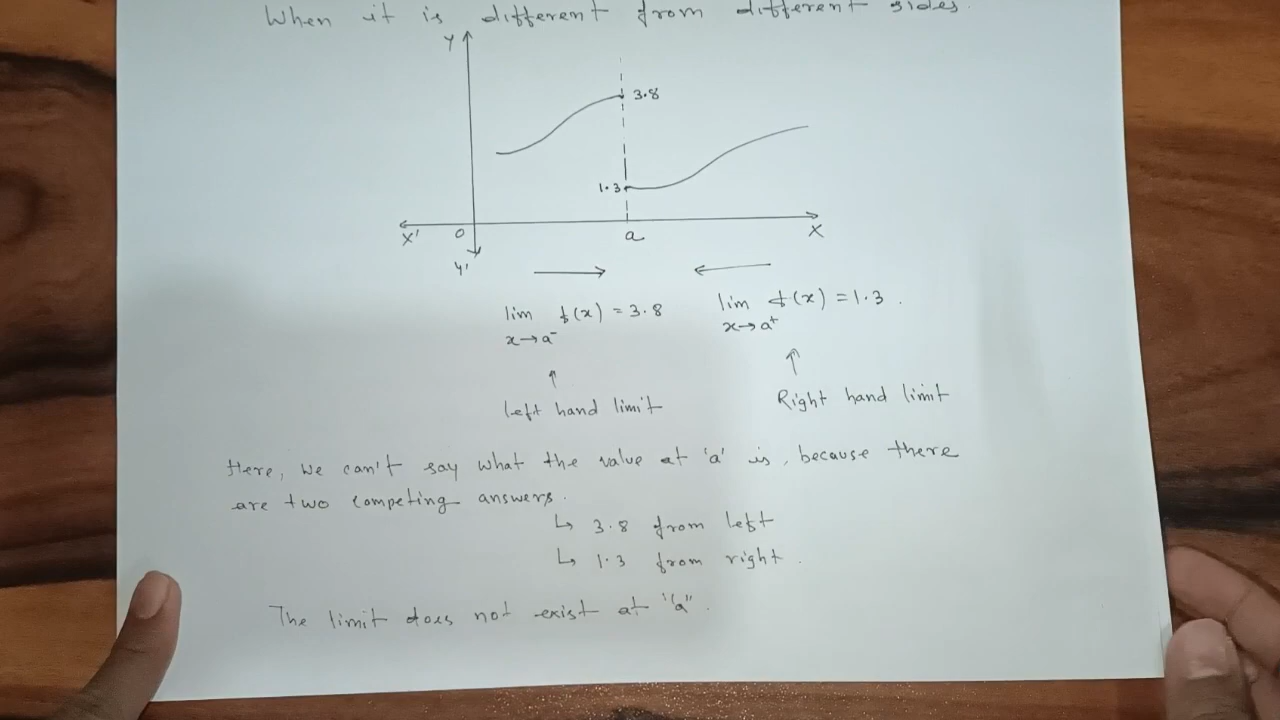 When it is different from different sides.
Y
3.8
1.3
X' O a X
Y'
lim f(x) = 3.8 lim f(x) = 1.3.
x→a⁻ x→a⁺
↑ ↑
Left hand limit Right hand limit
Here, we can't say what the value at 'a' is, because there
are two competing answers.
↳ 3.8 from left
↳ 1.3 from right.
The limit does not exist at "a".